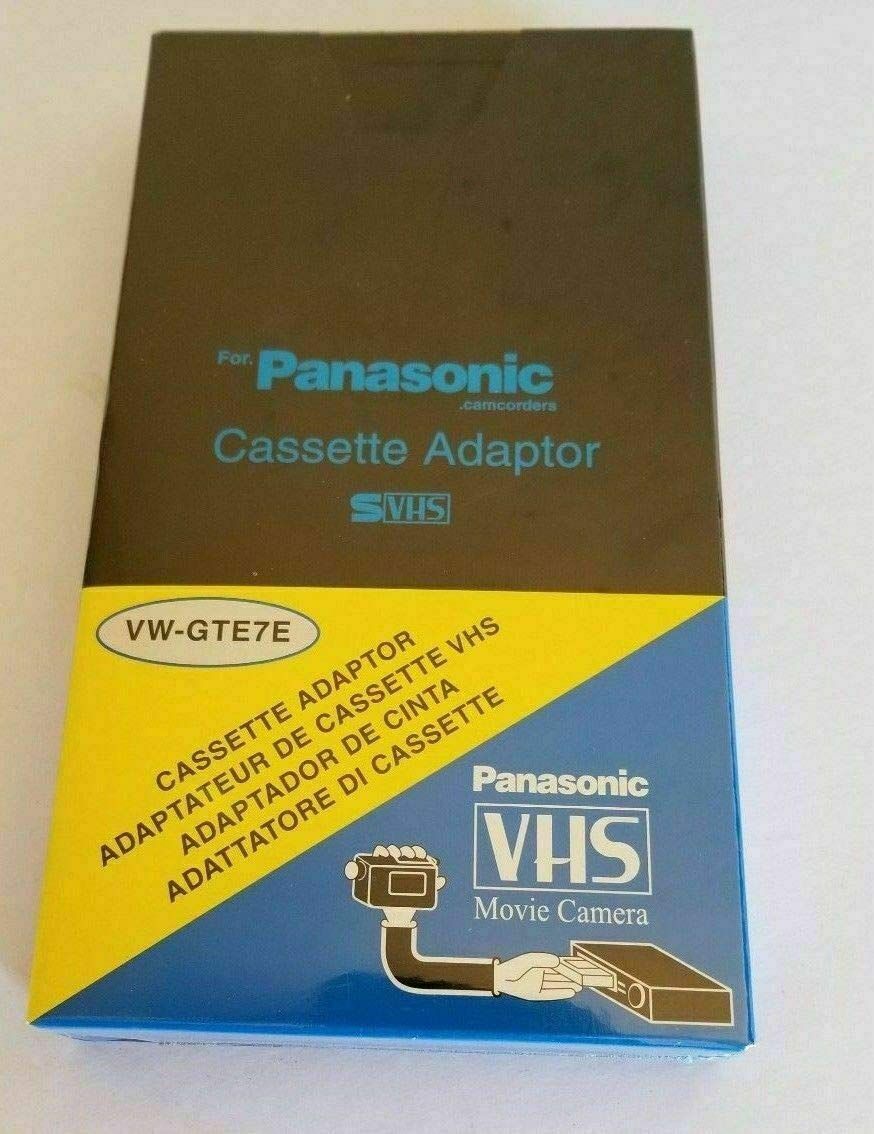 For. Panasonic
.camcorders
Cassette Adaptor
SVHS
VW-GTE7E
CASSETTE ADAPTOR
ADAPTATEUR DE CASSETTE VHS
ADAPTADOR DE CINTA
ADATTATORE DI CASSETTE
Panasonic
VHS
Movie Camera